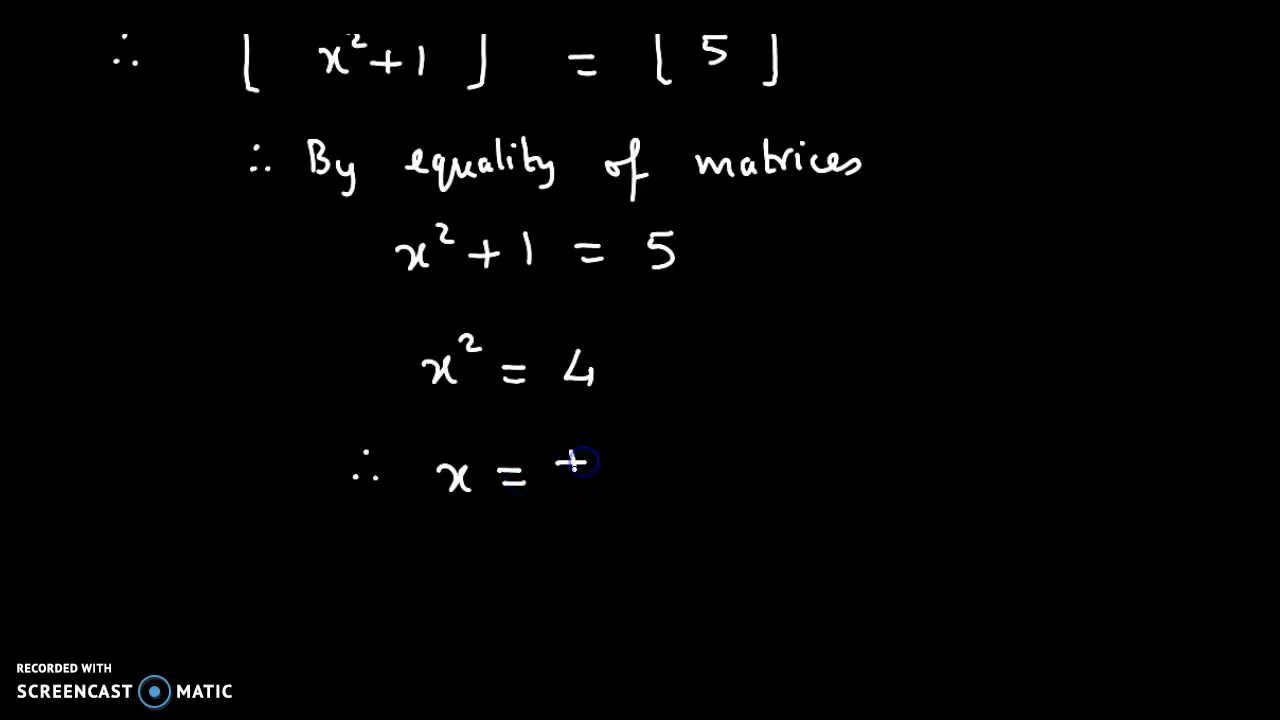 ∴ [ x²+1 ] = [ 5 ]
∴ By equality of matrices
x² + 1 = 5
x² = 4
∴ x = +
RECORDED WITH
SCREENCAST MATIC